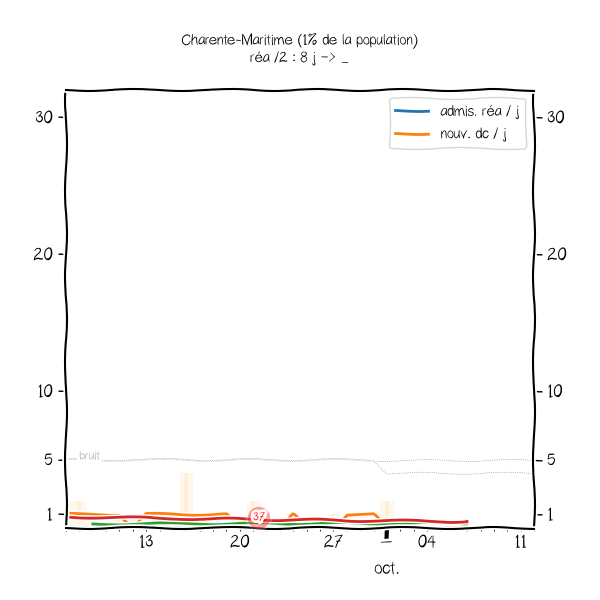 Charente-Maritime (1% de la population)
réa /2 : 8 j -> _
admis. réa / j
nouv. dc / j
30
30
20
20
10
10
5
bruit
5
1
37
1
13
20
27
04
11
oct.